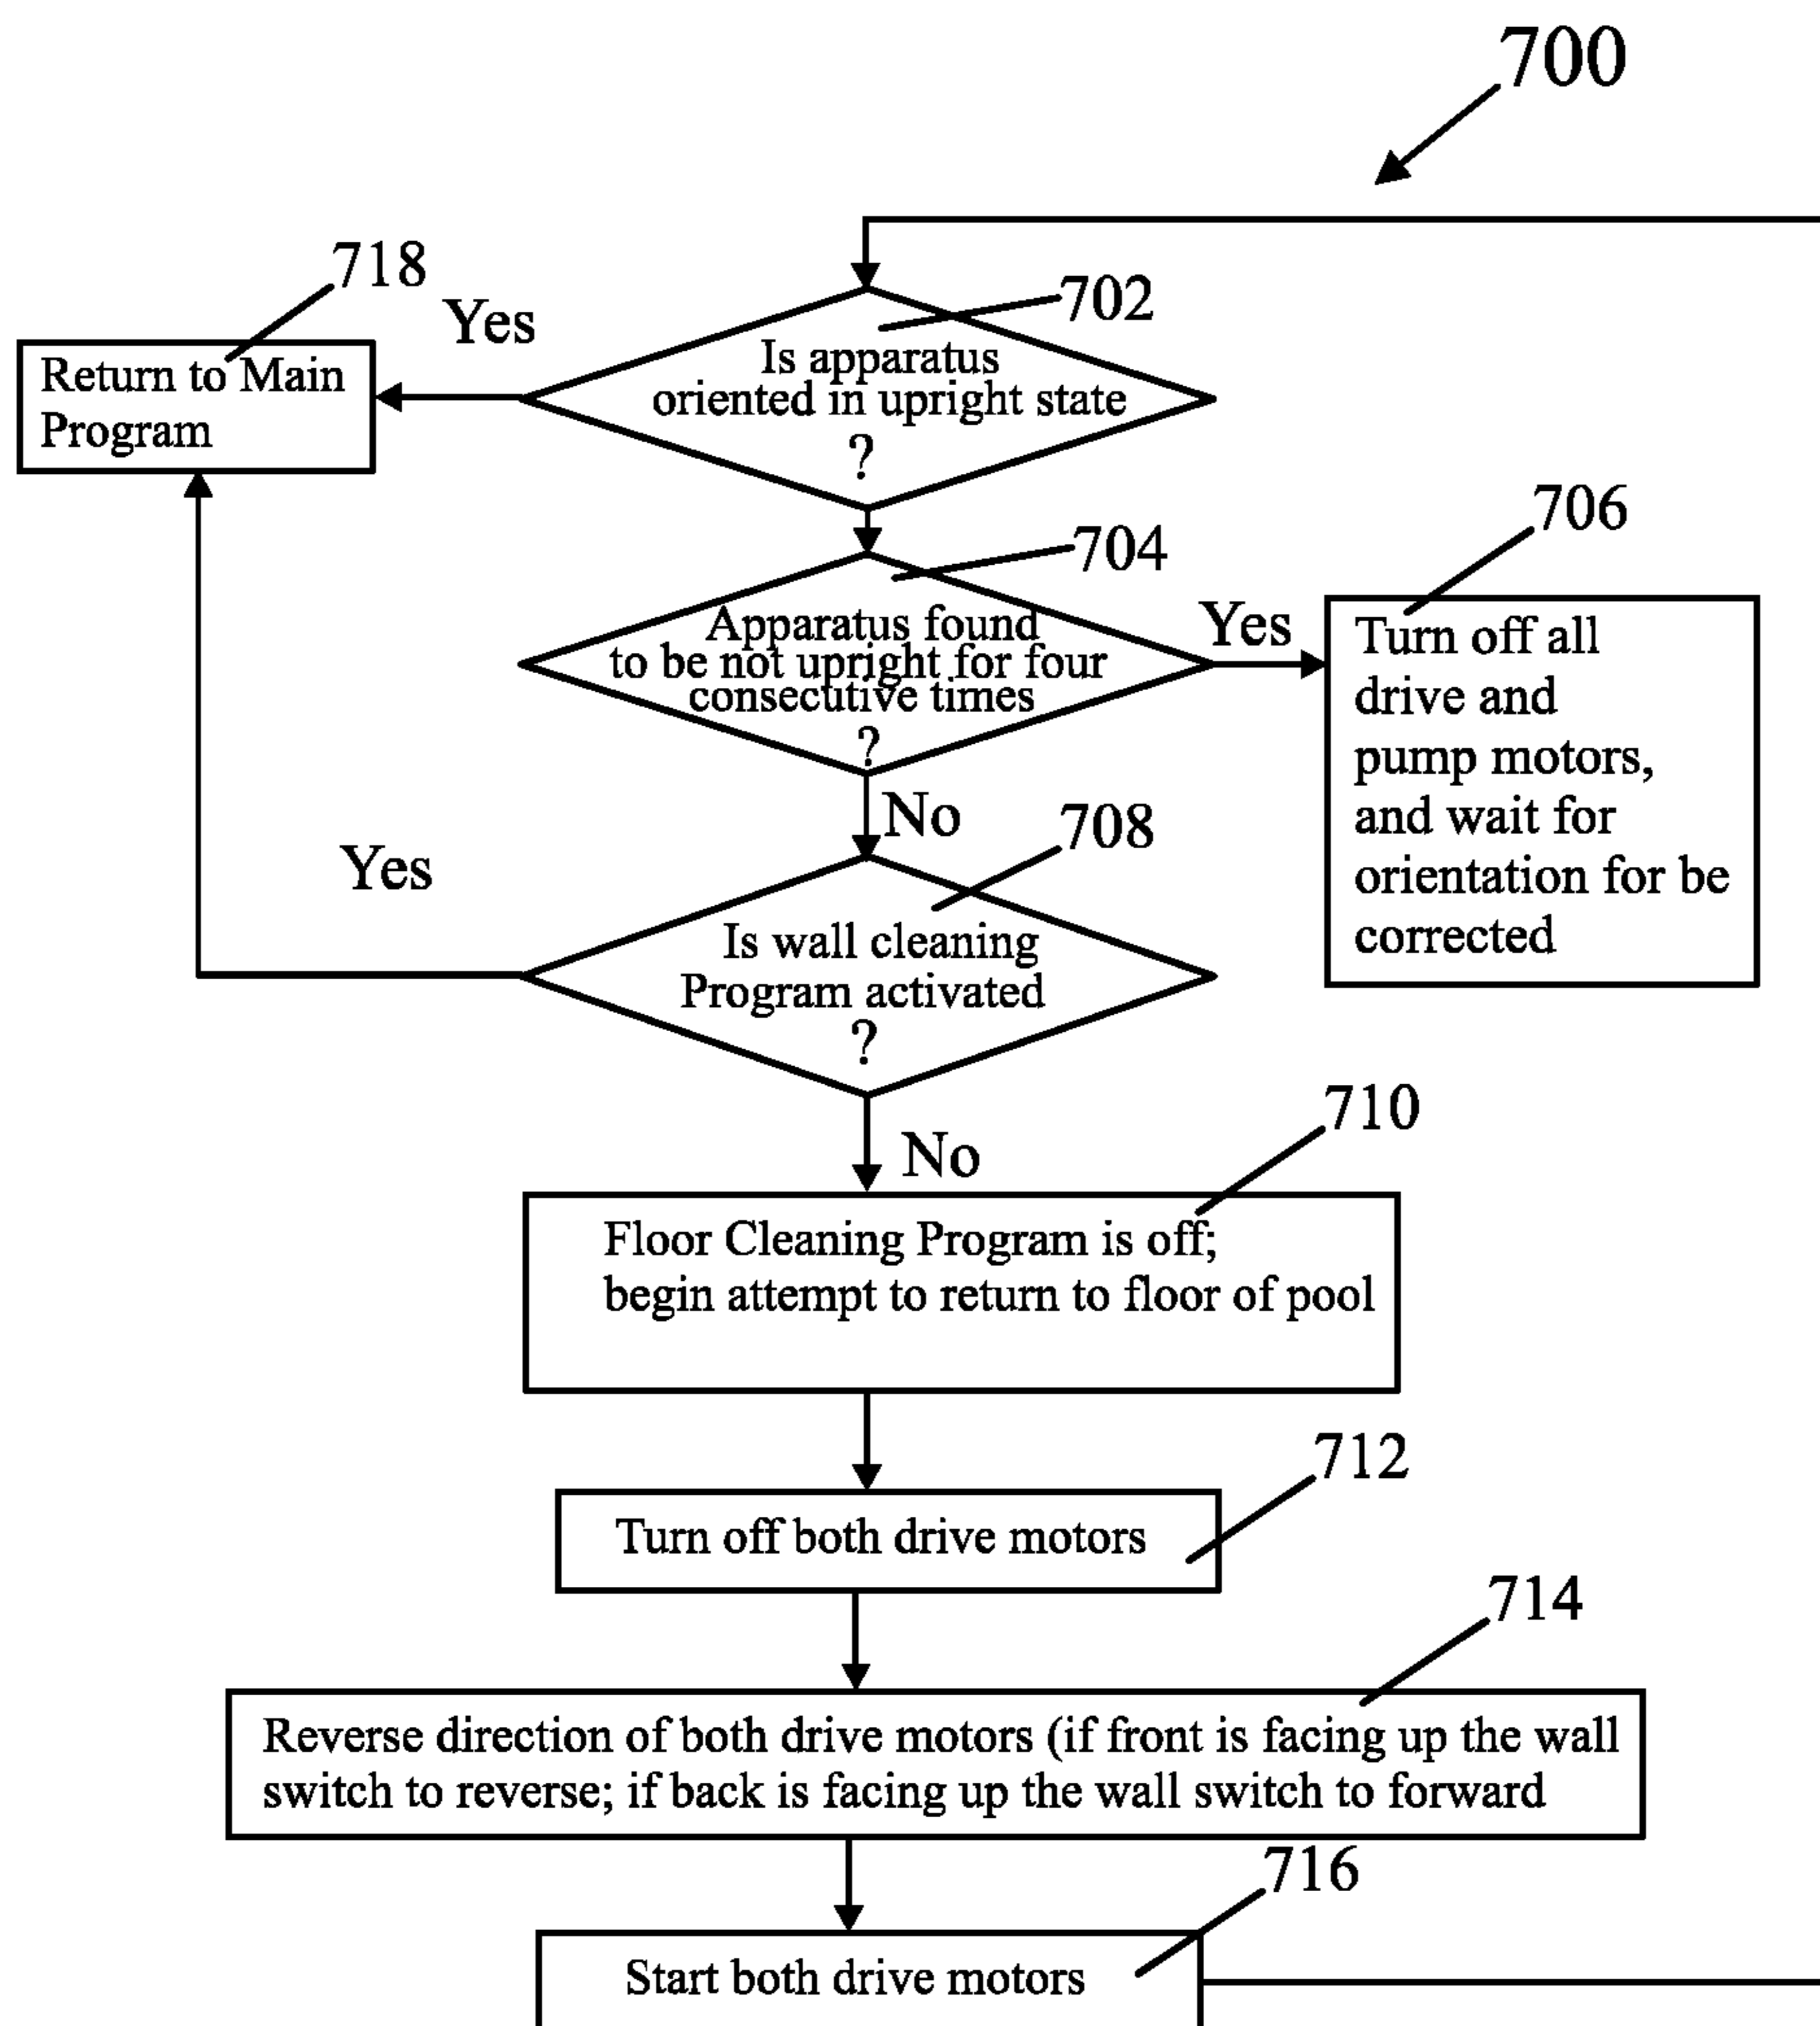 700
718
Yes
702
Return to Main
Program
Is apparatus
oriented in upright state
?
706
704
Apparatus found
to be not upright for four
consecutive times
?
Yes
Turn off all
drive and
pump motors,
and wait for
orientation for be
corrected
No
708
Yes
Is wall cleaning
Program activated
?
No
710
Floor Cleaning Program is off;
begin attempt to return to floor of pool
712
Turn off both drive motors
714
Reverse direction of both drive motors (if front is facing up the wall
switch to reverse; if back is facing up the wall switch to forward
716
Start both drive motors